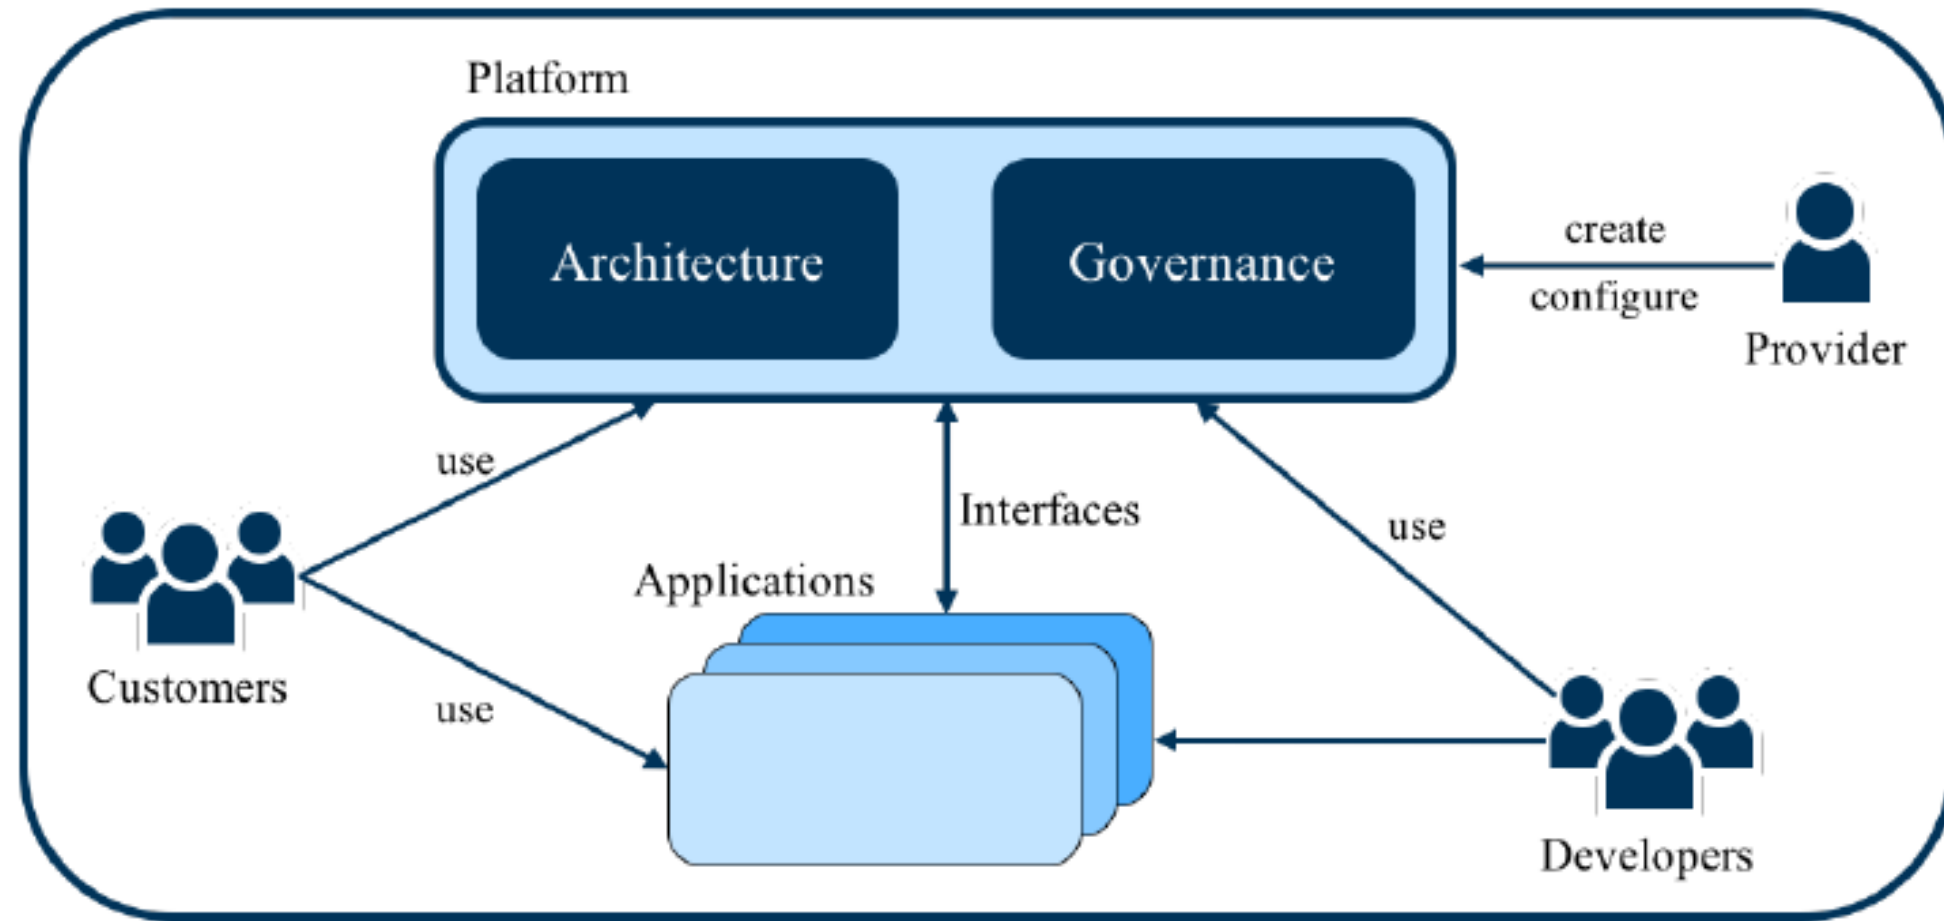 Platform
Architecture
Governance
create
configure
Provider
use
Interfaces
use
Applications
Customers
use
Developers